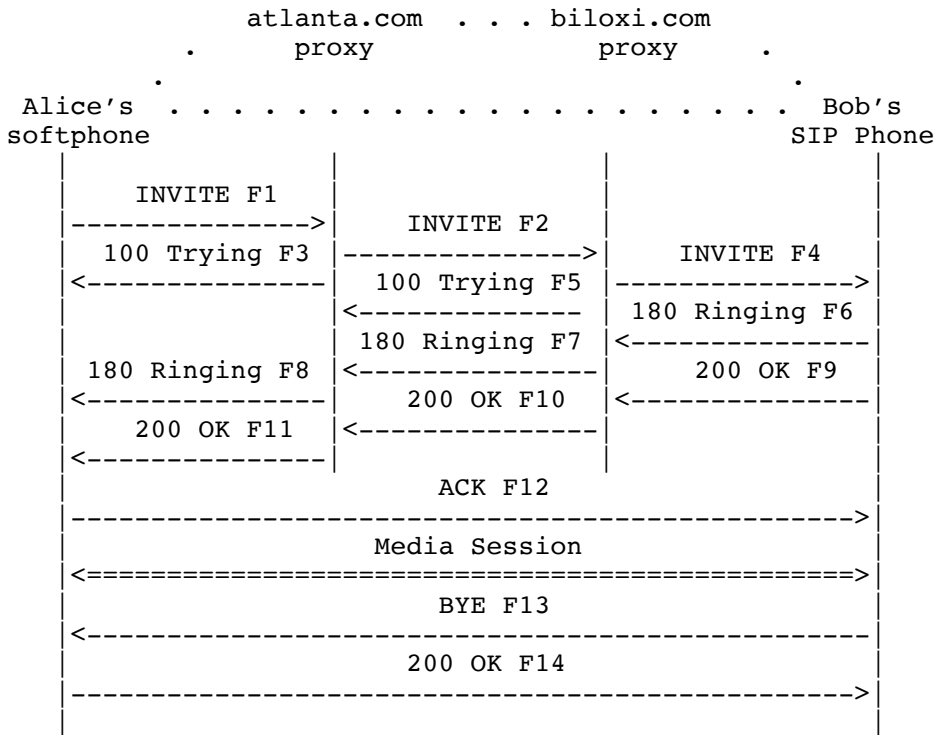 atlanta.com . . . biloxi.com
. proxy proxy .
. .
Alice's . . . . . . . . . . . . . . . . . . . . Bob's
softphone SIP Phone
INVITE F1
INVITE F2
100 Trying F3 INVITE F4
100 Trying F5
180 Ringing F6
180 Ringing F7
180 Ringing F8 200 OK F9
200 OK F10
200 OK F11
ACK F12
Media Session
BYE F13
200 OK F14